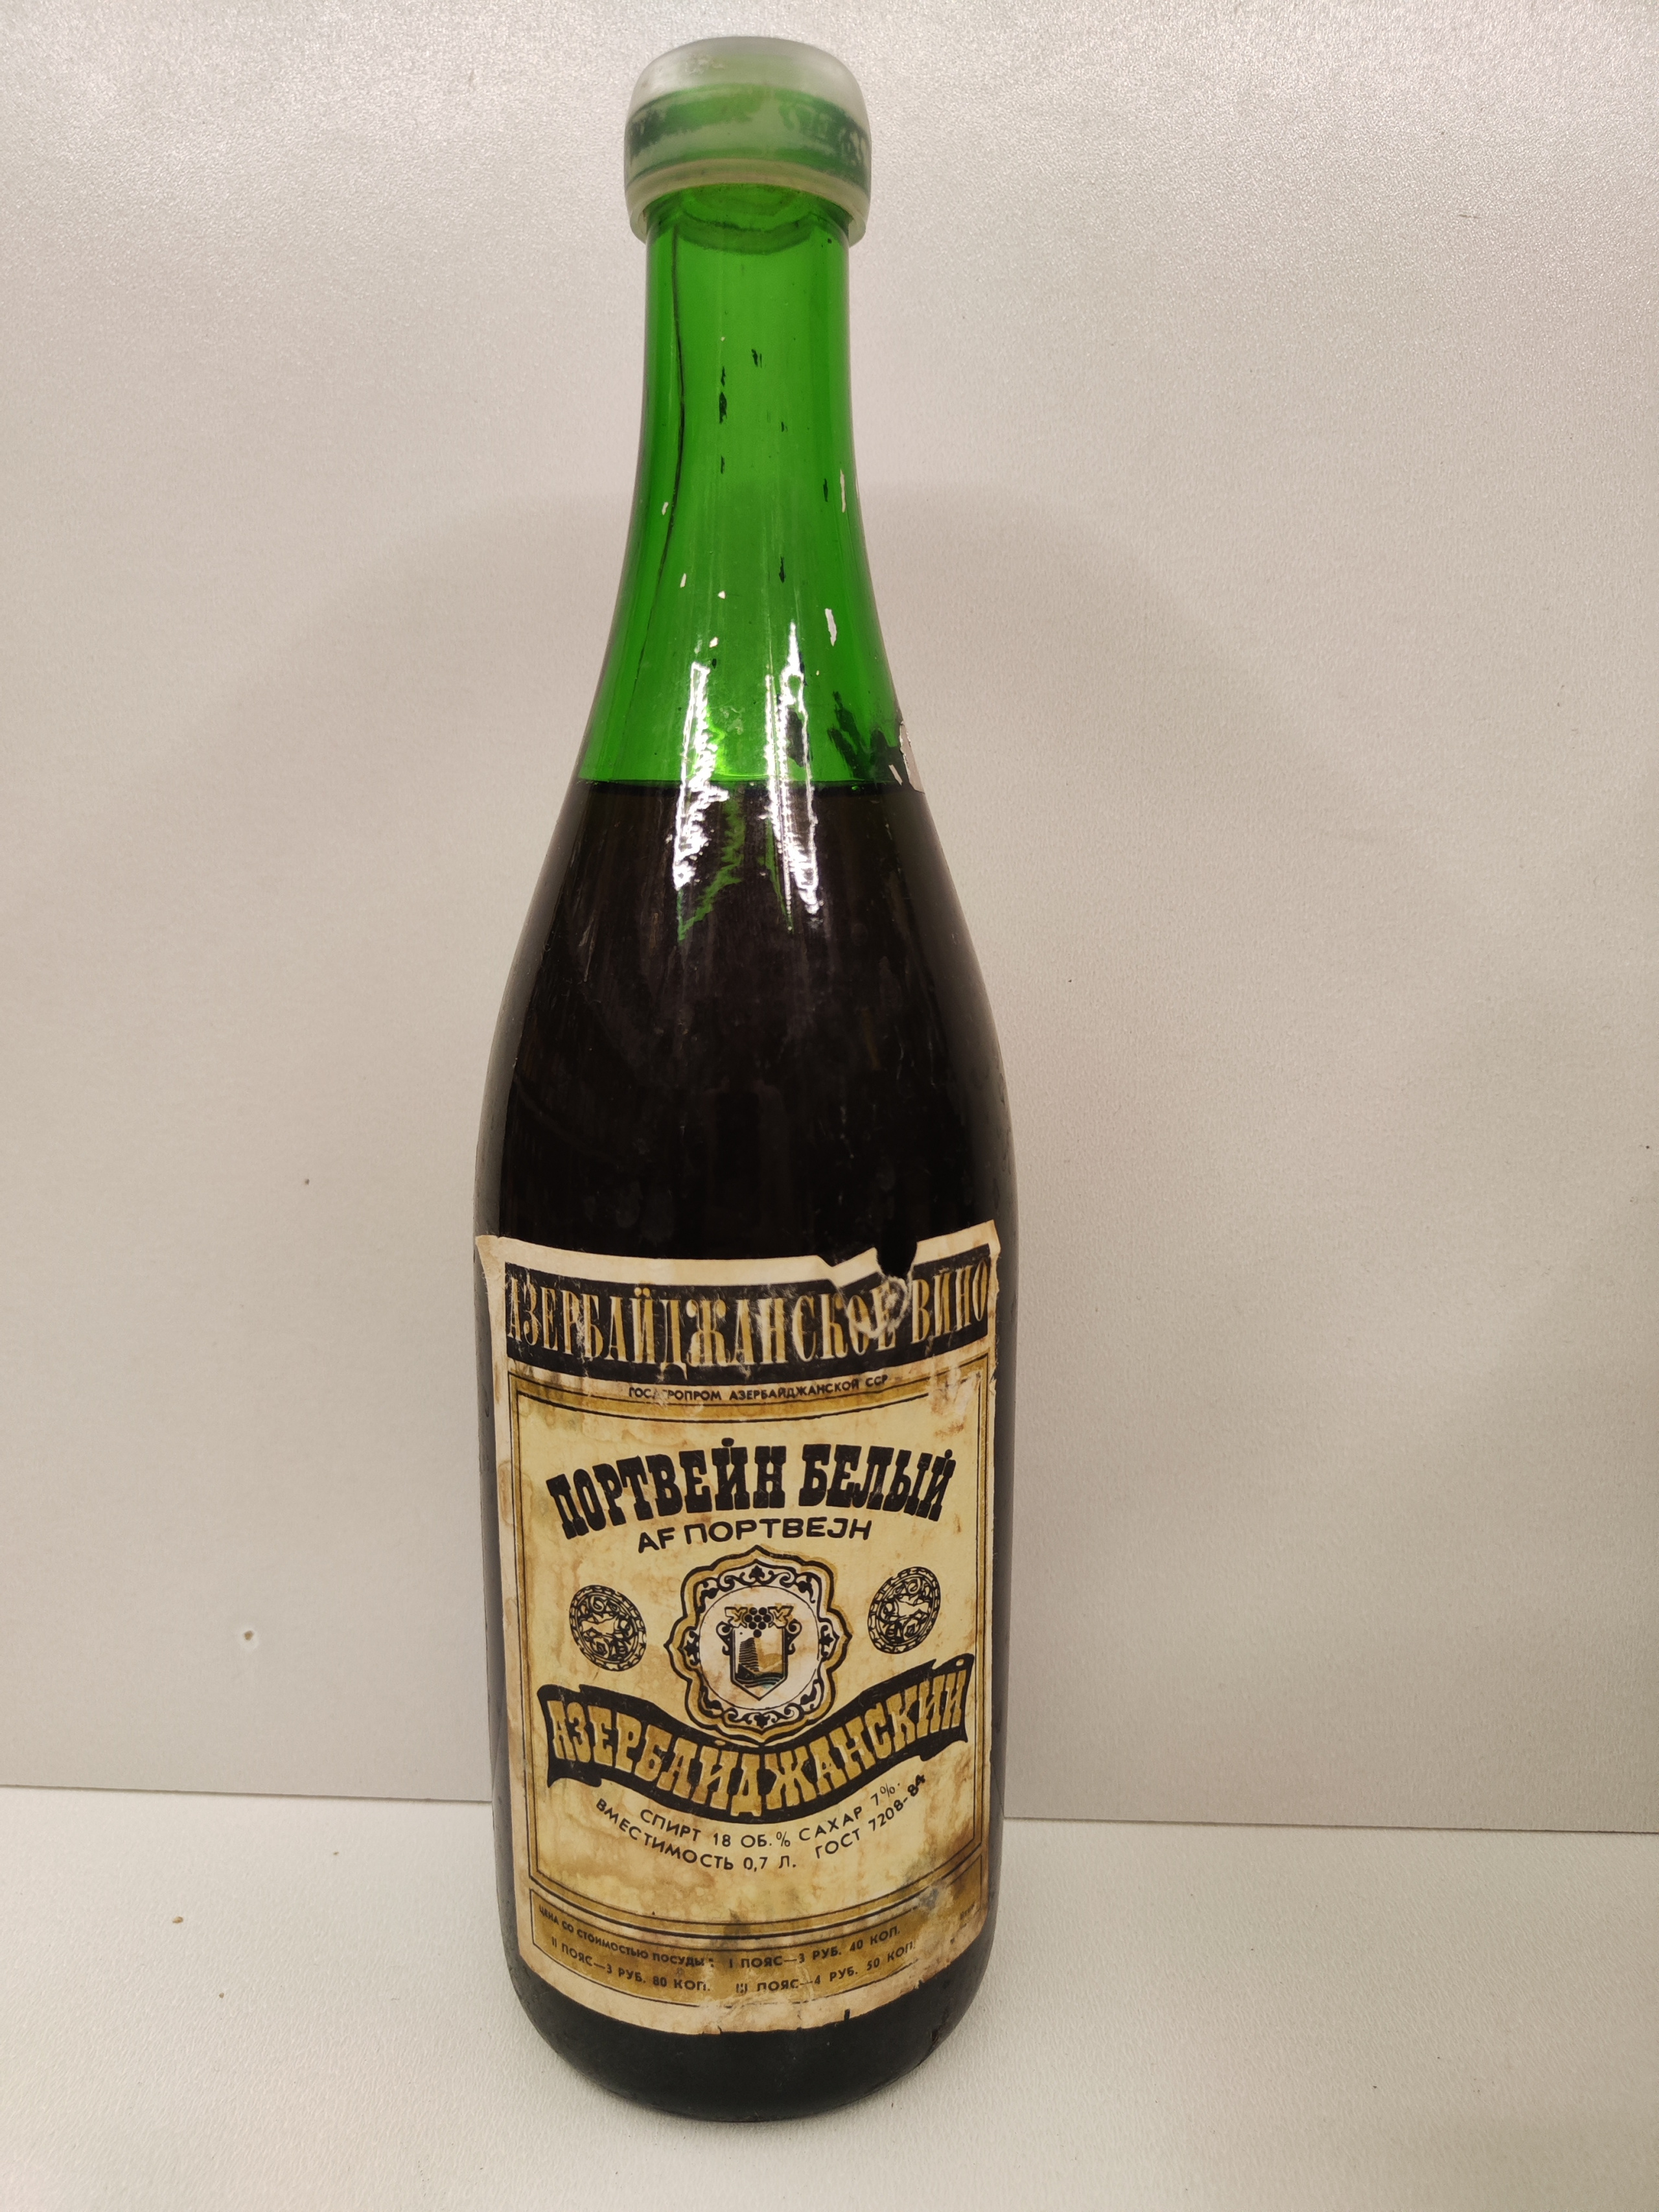 АЗЕРБАЙДЖАНСКОЕ ВИНО
АЗЕРБАЙДЖАНСКОЙ ССР
ПОРТВЕЙН БЕЛЫЙ
АҒ ПОРТВЕЈН
АЗЕРБАЙДЖАНСКИЙ
СПИРТ 18 ОБ.% САХАР 7%.
ВМЕСТИМОСТЬ 0,7 Л. ГОСТ 7208-84
ЦЕНА СО СТОИМОСТЬЮ ПОСУДЫ: I ПОЯС—3 РУБ. 40 КОП.
II ПОЯС—3 РУБ. 80 КОП. III ПОЯС—4 РУБ. 50 КОП.